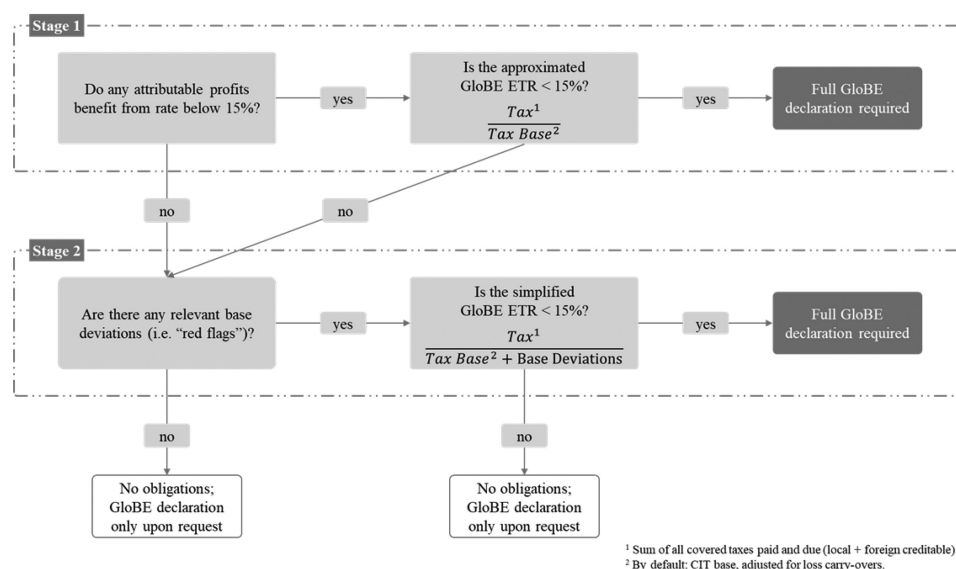 Stage 1
Do any attributable profits
benefit from rate below 15%?
yes
Is the approximated
GloBE ETR < 15%?
Tax¹
Tax Base²
yes
Full GloBE
declaration required
no
no
Stage 2
Are there any relevant base
deviations (i.e. “red flags”)?
yes
Is the simplified
GloBE ETR < 15%?
Tax¹
Tax Base² + Base Deviations
yes
Full GloBE
declaration required
no
no
No obligations;
GloBE declaration
only upon request
No obligations;
GloBE declaration
only upon request
¹ Sum of all covered taxes paid and due (local + foreign creditable)
² By default: CIT base, adjusted for loss carry-overs.